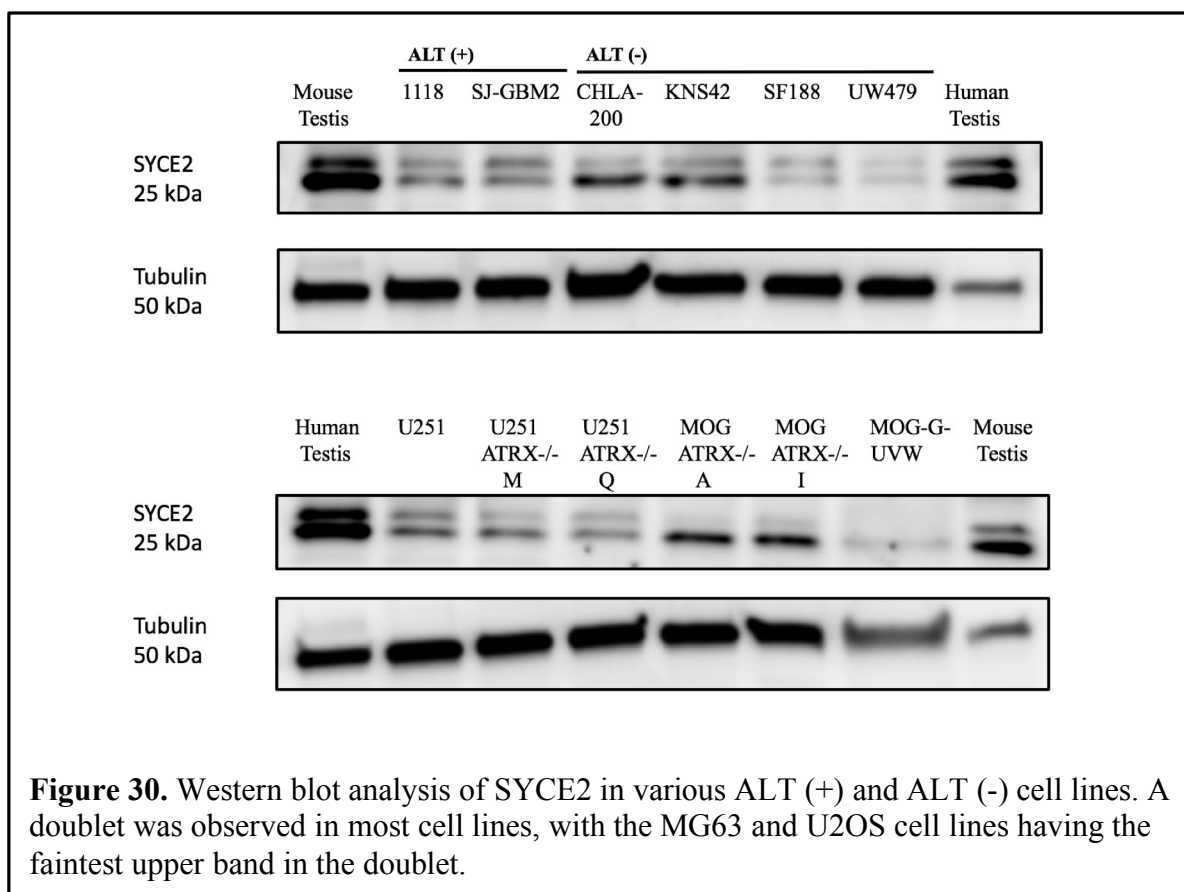 ALT (+) ALT (-)
Mouse Testis 1118 SJ-GBM2 CHLA-200 KNS42 SF188 UW479 Human Testis
SYCE2
25 kDa
Tubulin
50 kDa
Human Testis U251 U251 ATRX-/- M U251 ATRX-/- Q MOG ATRX-/- A MOG ATRX-/- I MOG-G-UVW Mouse Testis
SYCE2
25 kDa
Tubulin
50 kDa
Figure 30. Western blot analysis of SYCE2 in various ALT (+) and ALT (-) cell lines. A
doublet was observed in most cell lines, with the MG63 and U2OS cell lines having the
faintest upper band in the doublet.